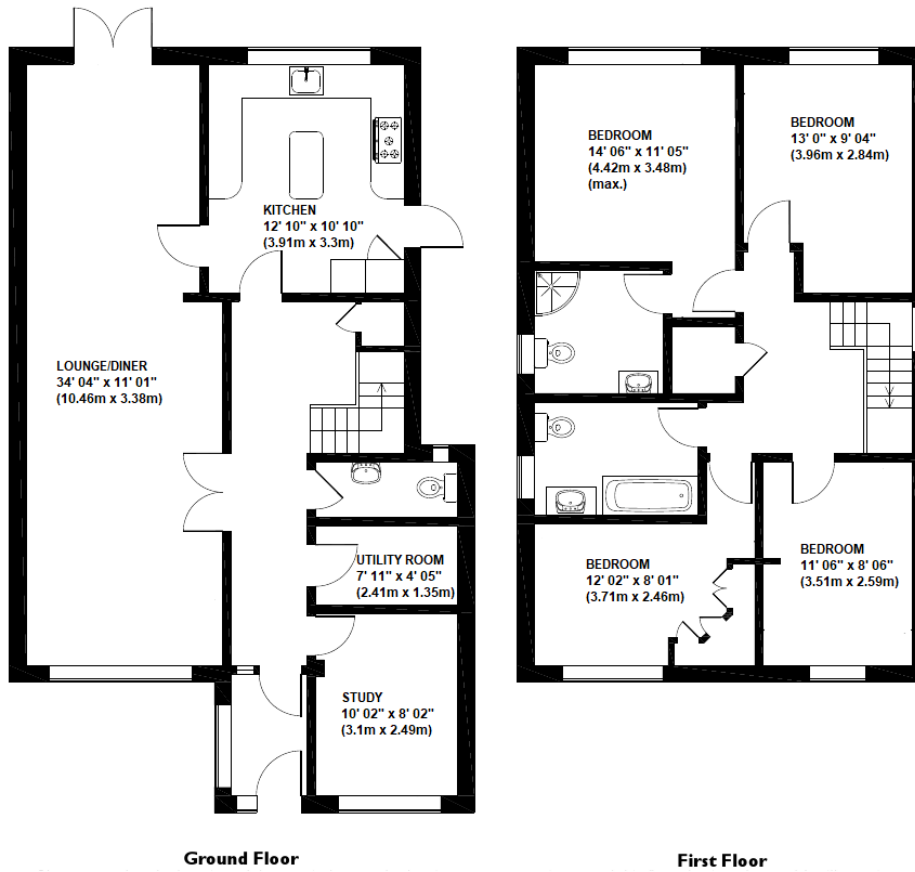 KITCHEN
12' 10" x 10' 10"
(3.91m x 3.3m)
LOUNGE/DINER
34' 04" x 11' 01"
(10.46m x 3.38m)
UTILITY ROOM
7' 11" x 4' 05"
(2.41m x 1.35m)
STUDY
10' 02" x 8' 02"
(3.1m x 2.49m)
Ground Floor
BEDROOM
14' 06" x 11' 05"
(4.42m x 3.48m)
(max.)
BEDROOM
13' 0" x 9' 04"
(3.96m x 2.84m)
BEDROOM
12' 02" x 8' 01"
(3.71m x 2.46m)
BEDROOM
11' 06" x 8' 06"
(3.51m x 2.59m)
First Floor